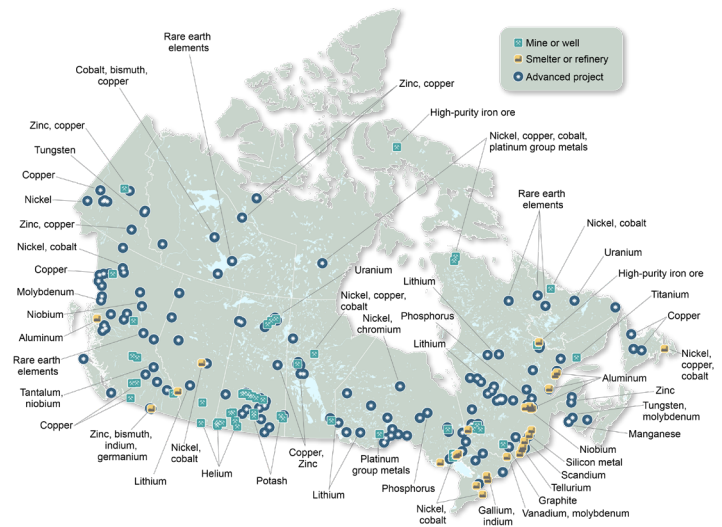 Rare earth
elements
Cobalt, bismuth,
copper
Zinc, copper
Mine or well
Smelter or refinery
Advanced project
High-purity iron ore
Nickel, copper, cobalt,
platinum group metals
Zinc, copper
Tungsten
Copper
Nickel
Zinc, copper
Nickel, cobalt
Copper
Molybdenum
Niobium
Aluminum
Rare earth
elements
Tantalum,
niobium
Copper
Zinc, bismuth,
indium,
germanium
Lithium
Nickel,
cobalt
Helium
Potash
Copper,
Zinc
Lithium
Platinum
group metals
Phosphorus
Nickel,
cobalt
Gallium,
indium
Uranium
Nickel, copper,
cobalt
Nickel,
chromium
Lithium
Phosphorus
Lithium
Rare earth
elements
Nickel, cobalt
Uranium
High-purity iron ore
Titanium
Copper
Nickel,
copper,
cobalt
Aluminum
Zinc
Tungsten,
molybdenum
Manganese
Niobium
Silicon metal
Scandium
Tellurium
Graphite
Vanadium, molybdenum